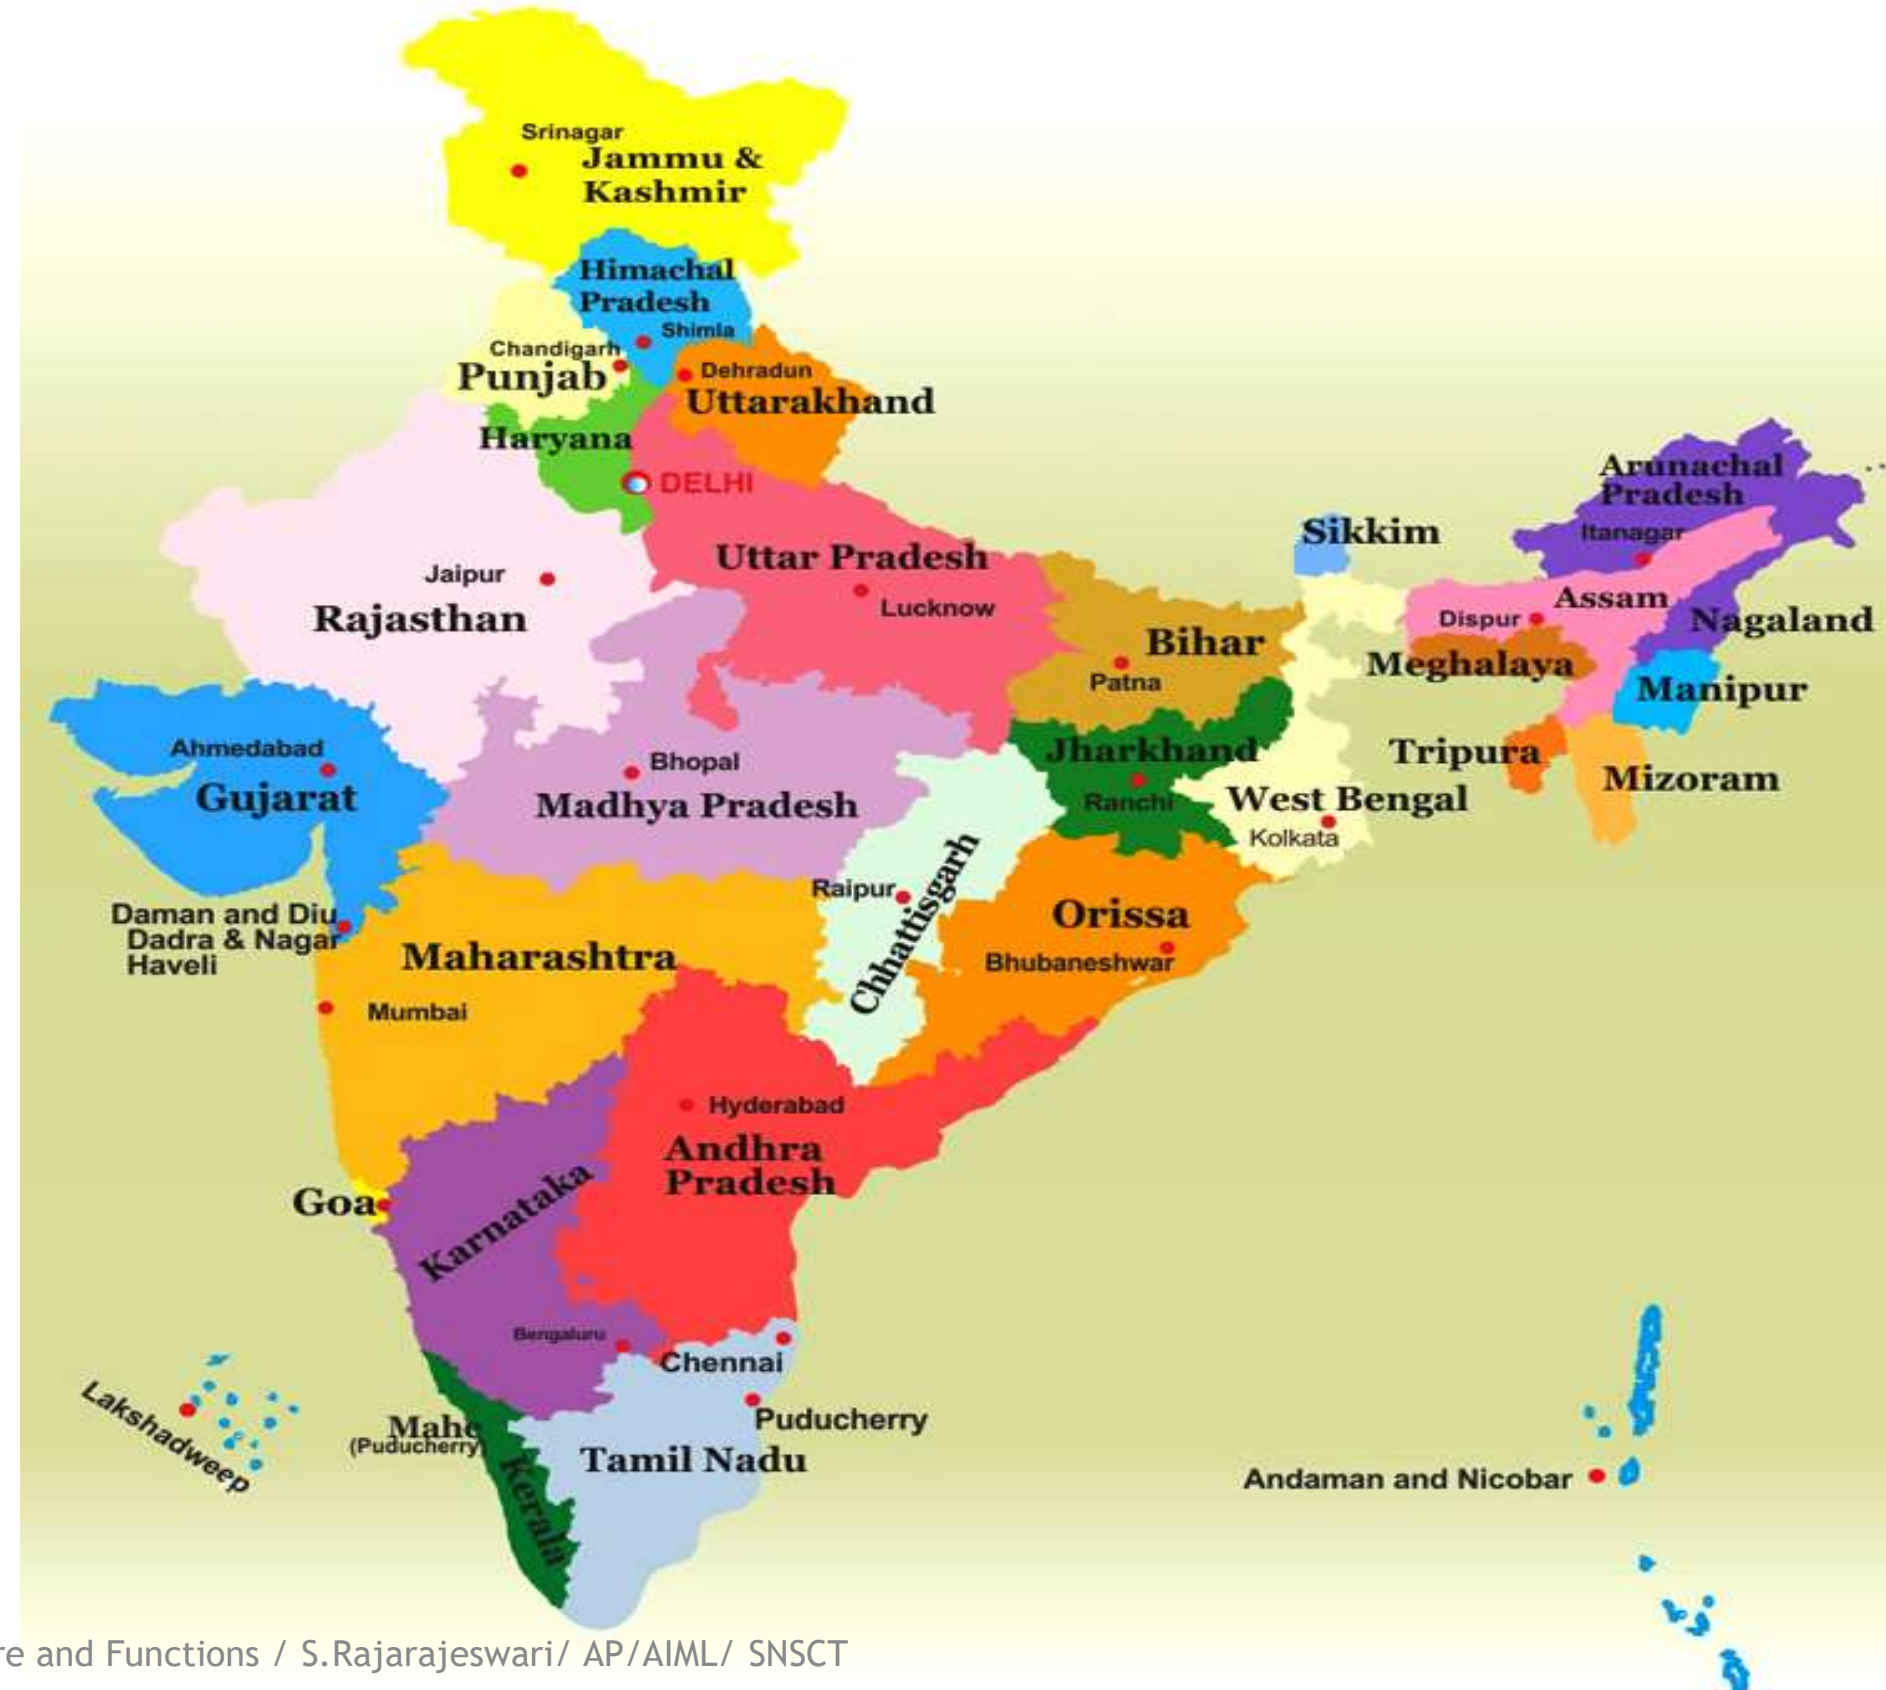 Srinagar
Jammu &
Kashmir
Himachal
Pradesh
Shimla
Chandigarh
Punjab
Dehradun
Uttarakhand
Haryana
DELHI
Arunachal
Pradesh
Itanagar
Sikkim
Uttar Pradesh
Lucknow
Jaipur
Rajasthan
Assam
Dispur
Nagaland
Bihar
Patna
Meghalaya
Manipur
Ahmedabad
Gujarat
Bhopal
Madhya Pradesh
Jharkhand
Ranchi
Tripura
Mizoram
West Bengal
Kolkata
Raipur
Chhattisgarh
Daman and Diu
Dadra & Nagar
Haveli
Orissa
Bhubaneshwar
Maharashtra
Mumbai
Hyderabad
Andhra
Pradesh
Goa
Karnataka
Bengaluru
Chennai
Lakshadweep
Mahe
(Puducherry)
Puducherry
Kerala
Tamil Nadu
Andaman and Nicobar
re and Functions / S.Rajarajeswari/ AP/AIML/ SNSCT